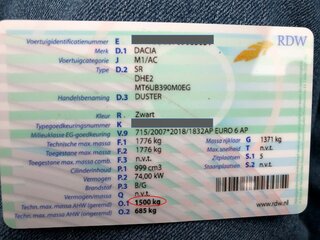 RDW
Voertuigidentificatienummer E
Merk D.1 DACIA
Voertuigcategorie J M1/AC
Type D.2 SR
DHE2
MT6UB390M0EG
Handelsbenaming D.3 DUSTER
Kleur R Zwart
Typegoedkeuringsnummer K
Milieuklasse EG-goedkeuring V.9 715/2007*2018/1832AP EURO 6 AP
Technische max. massa F.1 1776 kg Massa rijklaar G 1371 kg
Toegestane max. massa F.2 1776 kg Max. snelheid T n.v.t.
Toegestane max. massa comb. F.3 n.v.t. Zitplaatsen S.1 5
Cilinderinhoud P.1 999 cm3 Staanplaatsen S.2 n.v.t.
Vermogen P.2 74,00 kW
Brandstof P.3 B/G
Vermogen/massa Q n.v.t.
Techn. max. massa AHW (geremd) O.1 1500 kg
Techn. max. massa AHW (ongeremd) O.2 685 kg
www.rdw.nl